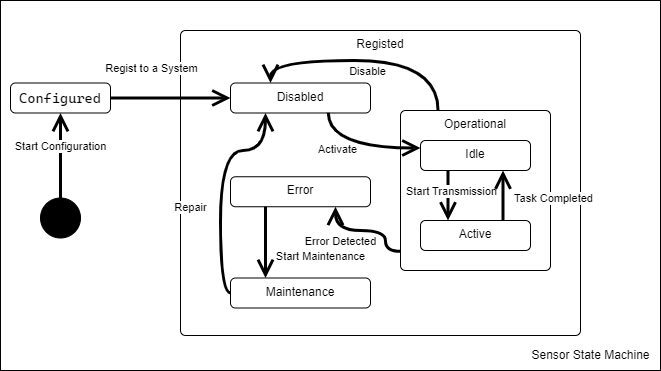 Registed
Regist to a System
Disable
Configured
Disabled
Operational
Start Configuration
Activate
Idle
Error
Start Transmission
Task Completed
Repair
Active
Error Detected
Start Maintenance
Maintenance
Sensor State Machine